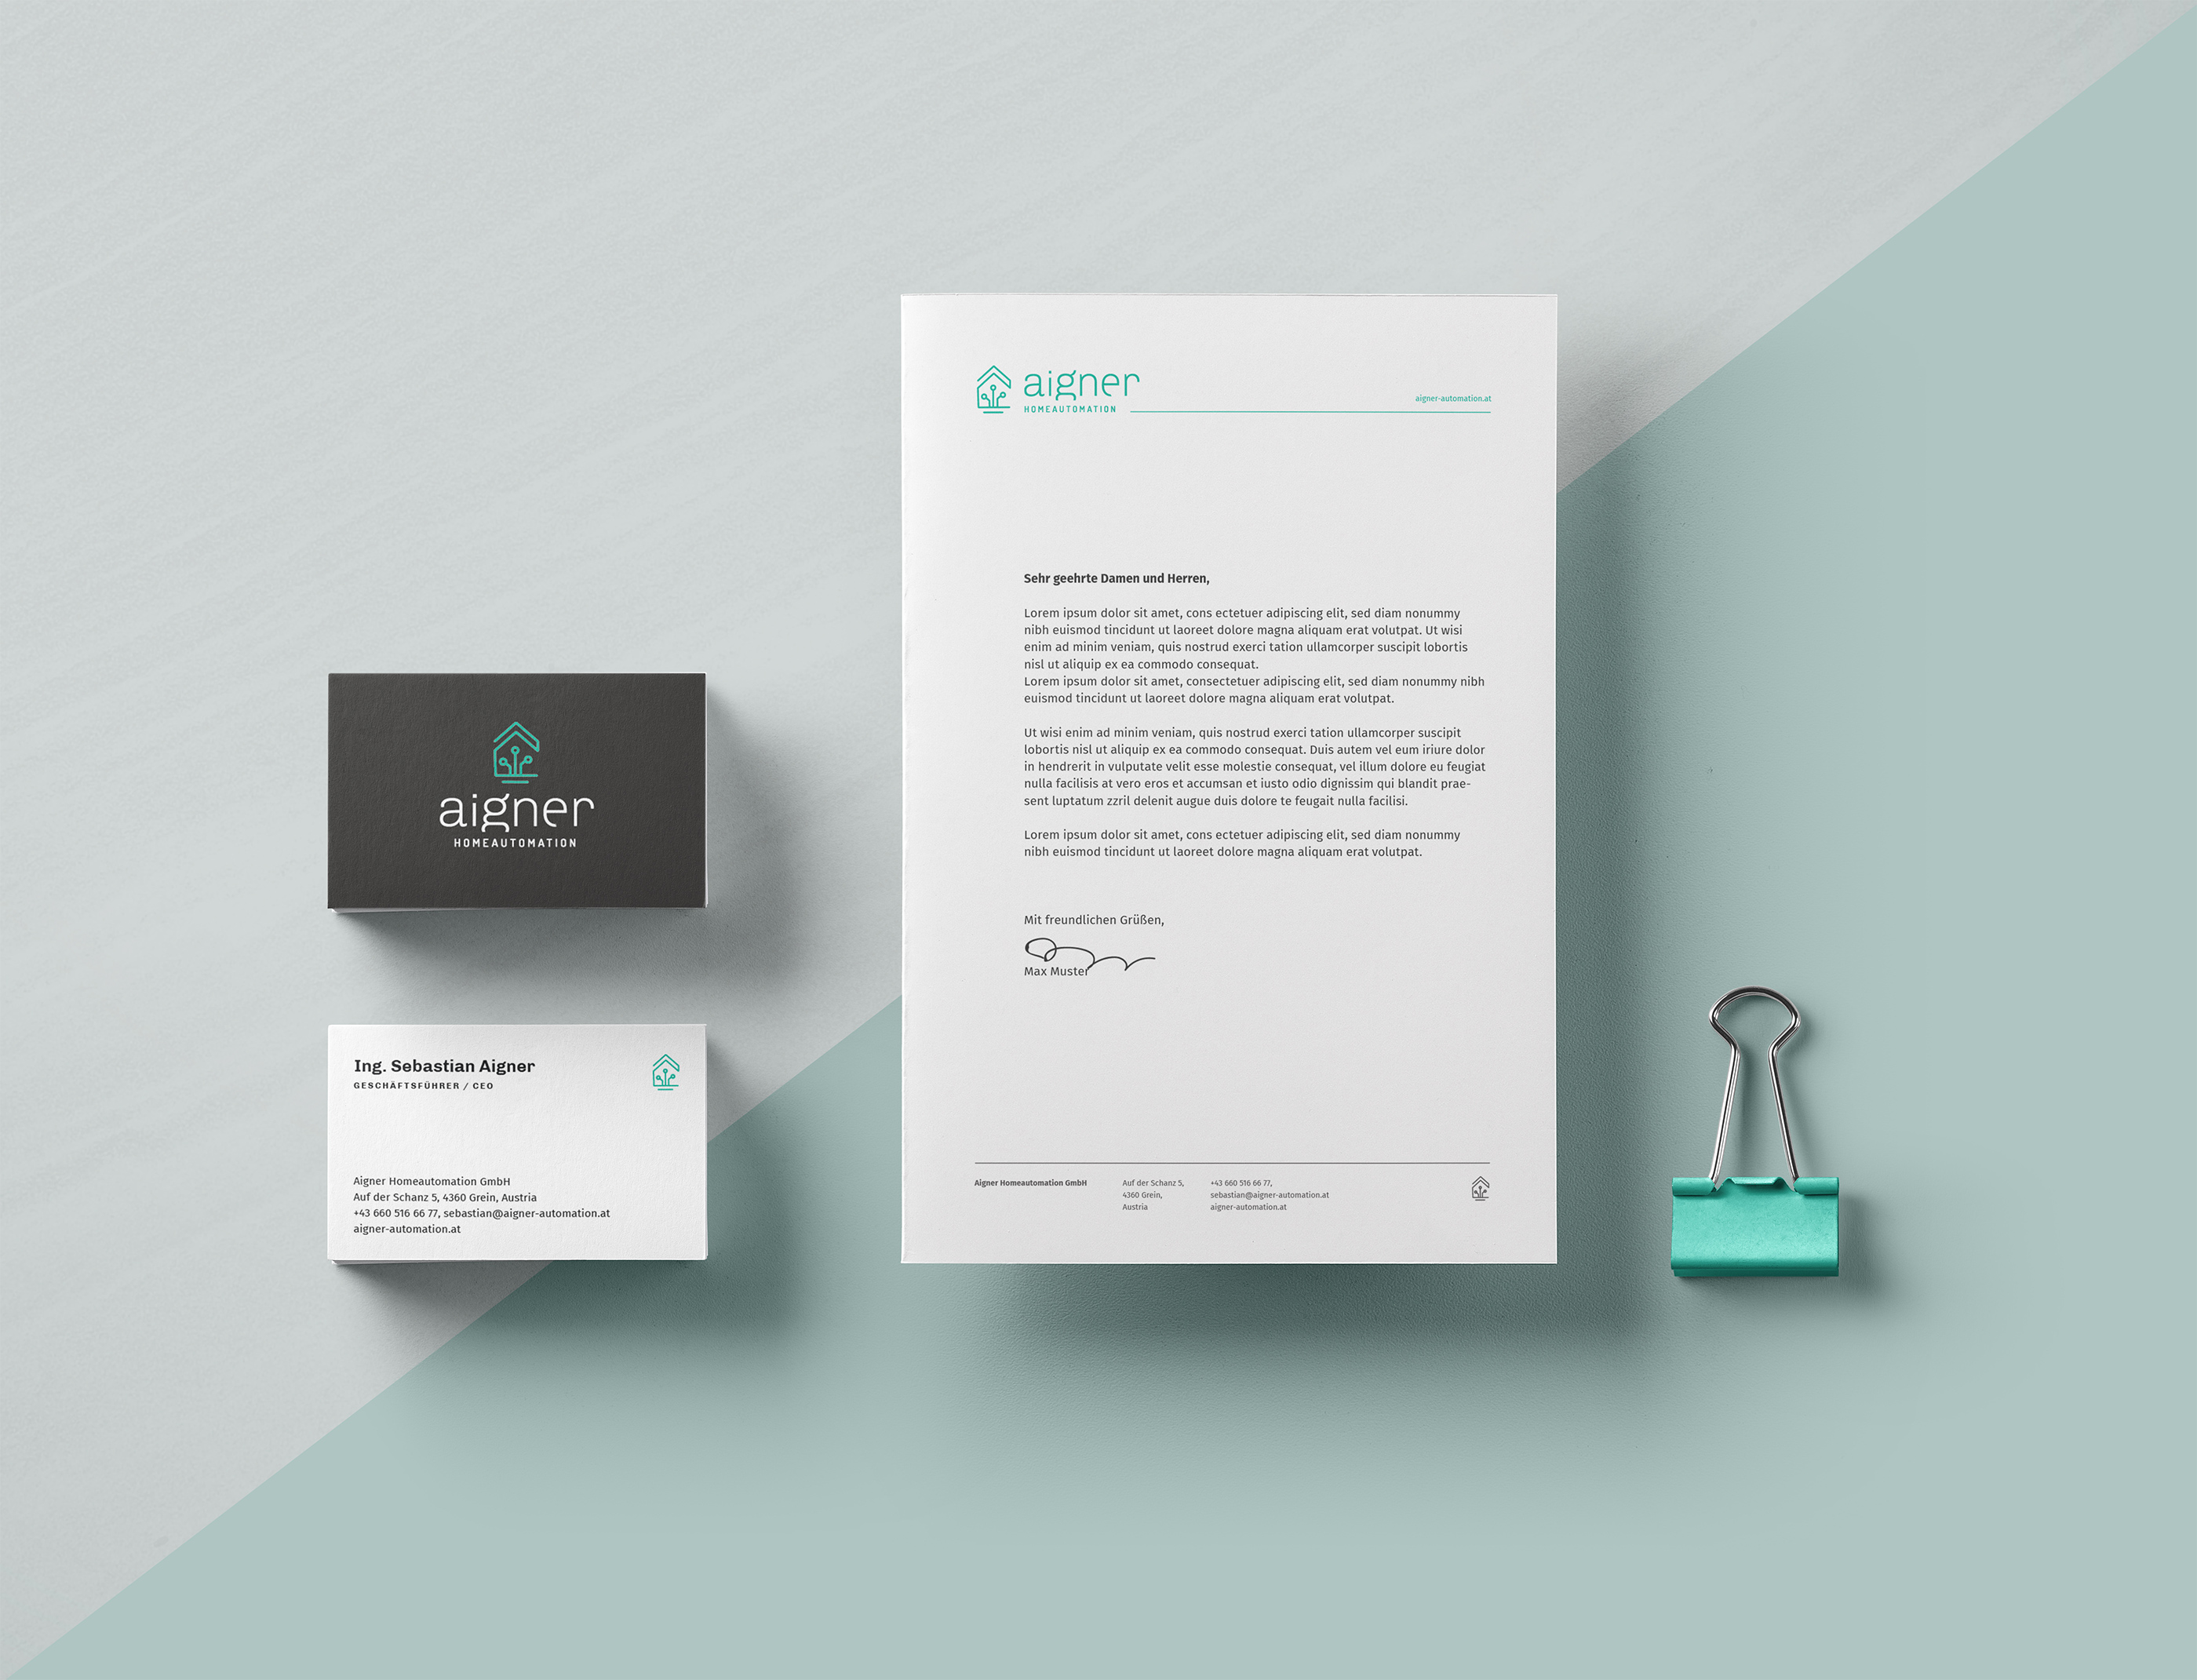 aigner
HOMEAUTOMATION
Ing. Sebastian Aigner
GESCHÄFTSFÜHRER / CEO
Aigner Homeautomation GmbH
Auf der Schanz 5, 4360 Grein, Austria
+43 660 516 66 77, sebastian@aigner-automation.at
aigner-automation.at
aigner
HOMEAUTOMATION
aigner-automation.at
Sehr geehrte Damen und Herren,
Lorem ipsum dolor sit amet, cons ectetuer adipiscing elit, sed diam nonummy
nibh euismod tincidunt ut laoreet dolore magna aliquam erat volutpat. Ut wisi
enim ad minim veniam, quis nostrud exerci tation ullamcorper suscipit lobortis
nisl ut aliquip ex ea commodo consequat.
Lorem ipsum dolor sit amet, consectetuer adipiscing elit, sed diam nonummy nibh
euismod tincidunt ut laoreet dolore magna aliquam erat volutpat.
Ut wisi enim ad minim veniam, quis nostrud exerci tation ullamcorper suscipit
lobortis nisl ut aliquip ex ea commodo consequat. Duis autem vel eum iriure dolor
in hendrerit in vulputate velit esse molestie consequat, vel illum dolore eu feugiat
nulla facilisis at vero eros et accumsan et iusto odio dignissim qui blandit prae-
sent luptatum zzril delenit augue duis dolore te feugait nulla facilisi.
Lorem ipsum dolor sit amet, cons ectetuer adipiscing elit, sed diam nonummy
nibh euismod tincidunt ut laoreet dolore magna aliquam erat volutpat.
Mit freundlichen Grüßen,
Max Muster
Aigner Homeautomation GmbH
Auf der Schanz 5,
4360 Grein,
Austria
+43 660 516 66 77,
sebastian@aigner-automation.at
aigner-automation.at